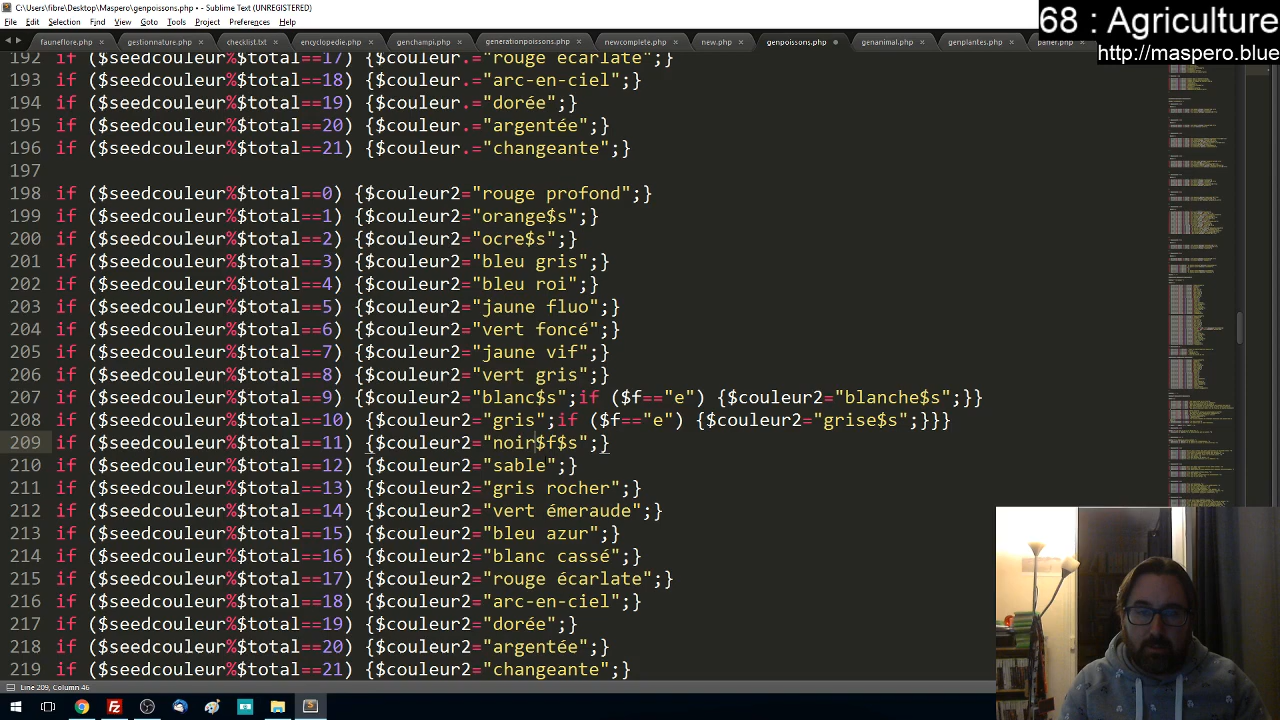 C:\Users\fibre\Desktop\Maspero\genpoissons.php • - Sublime Text (UNREGISTERED)
File Edit Selection Find View Goto Tools Project Preferences Help
68 : Agriculture
http://maspero.blue
fauneflore.php gestionnature.php checklist.txt encyclopedie.php genchampi.php generationpoissons.php newcomplete.php new.php genpoissons.php genanimal.php genplantes.php
192 if ($seedcouleur%$total==17) {$couleur.="rouge écarlate";}
193 if ($seedcouleur%$total==18) {$couleur.="arc-en-ciel";}
194 if ($seedcouleur%$total==19) {$couleur.="dorée";}
195 if ($seedcouleur%$total==20) {$couleur.="argentée";}
196 if ($seedcouleur%$total==21) {$couleur.="changeante";}
197
198 if ($seedcouleur%$total==0) {$couleur2="rouge profond";}
199 if ($seedcouleur%$total==1) {$couleur2="orange$s";}
200 if ($seedcouleur%$total==2) {$couleur2="ocre$s";}
201 if ($seedcouleur%$total==3) {$couleur2="bleu gris";}
202 if ($seedcouleur%$total==4) {$couleur2="bleu roi";}
203 if ($seedcouleur%$total==5) {$couleur2="jaune fluo";}
204 if ($seedcouleur%$total==6) {$couleur2="vert foncé";}
205 if ($seedcouleur%$total==7) {$couleur2="jaune vif";}
206 if ($seedcouleur%$total==8) {$couleur2="vert gris";}
207 if ($seedcouleur%$total==9) {$couleur2="blanc$s";if ($f=="e") {$couleur2="blanche$s";}}
208 if ($seedcouleur%$total==10) {$couleur2="gris";if ($f=="e") {$couleur2="grise$s";}}}
209 if ($seedcouleur%$total==11) {$couleur2="noir$f$s";}
210 if ($seedcouleur%$total==12) {$couleur2="sable";}
211 if ($seedcouleur%$total==13) {$couleur2="gris rocher";}
212 if ($seedcouleur%$total==14) {$couleur2="vert émeraude";}
213 if ($seedcouleur%$total==15) {$couleur2="bleu azur";}
214 if ($seedcouleur%$total==16) {$couleur2="blanc cassé";}
215 if ($seedcouleur%$total==17) {$couleur2="rouge écarlate";}
216 if ($seedcouleur%$total==18) {$couleur2="arc-en-ciel";}
217 if ($seedcouleur%$total==19) {$couleur2="dorée";}
218 if ($seedcouleur%$total==20) {$couleur2="argentée";}
219 if ($seedcouleur%$total==21) {$couleur2="changeante";}
Line 209, Column 46